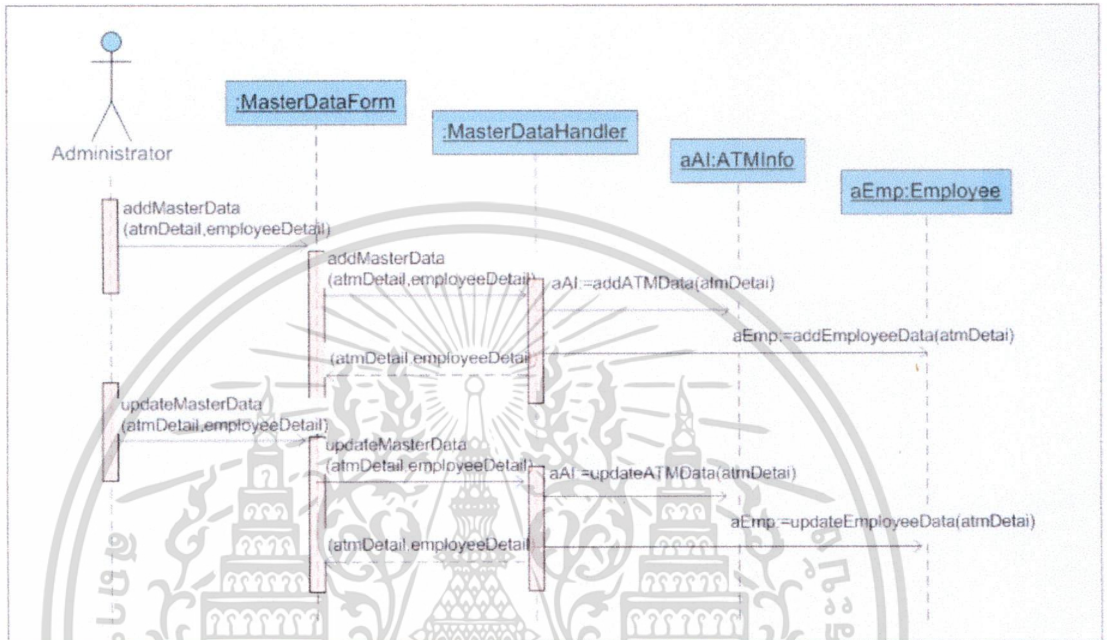 :MasterDataForm
:MasterDataHandler
Administrator
aAI:ATMInfo
aEmp:Employee
addMasterData
(atmDetail,employeeDetail)
addMasterData
(atmDetail,employeeDetail)
aAI:=addATMData(atmDetai)
aEmp:=addEmployeeData(atmDetai)
(atmDetail,employeeDetai
updateMasterData
(atmDetail,employeeDetail)
updateMasterData
(atmDetail,employeeDetail)
aAI:=updateATMData(atmDetai)
aEmp:=updateEmployeeData(atmDetai)
(atmDetail,employeeDetail